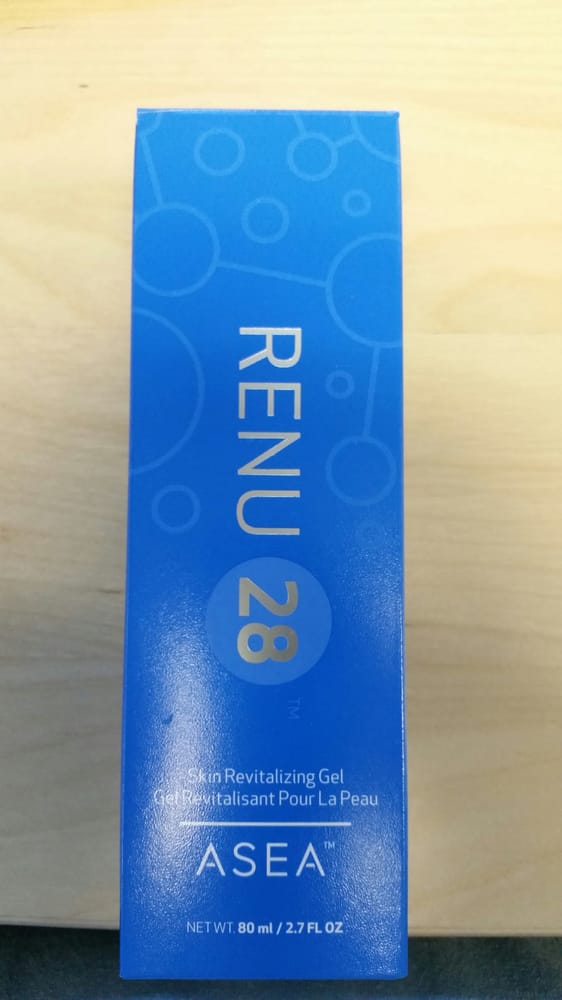 RENU 28™
Skin Revitalizing Gel
Gel Revitalisant Pour La Peau
ASEA™
NET WT. 80 ml / 2.7 FL OZ